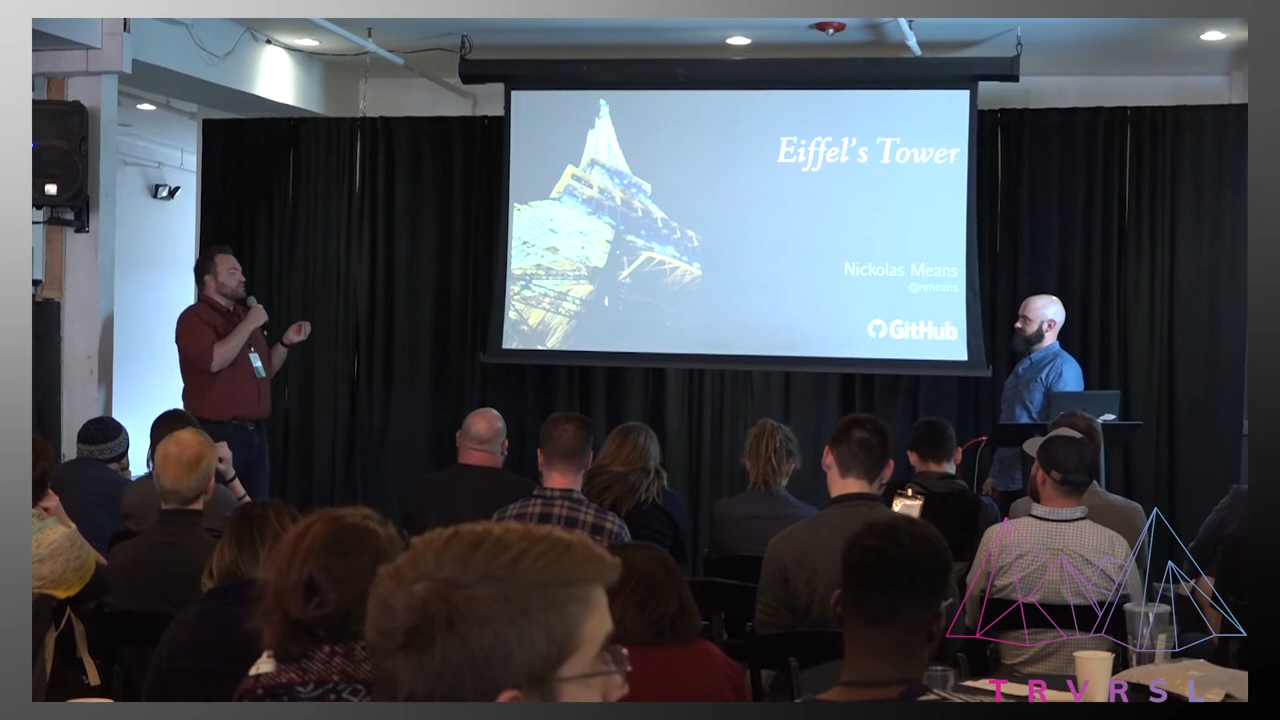 Eiffel's Tower
Nickolas Means
@nmeans
GitHub
TRVRSL